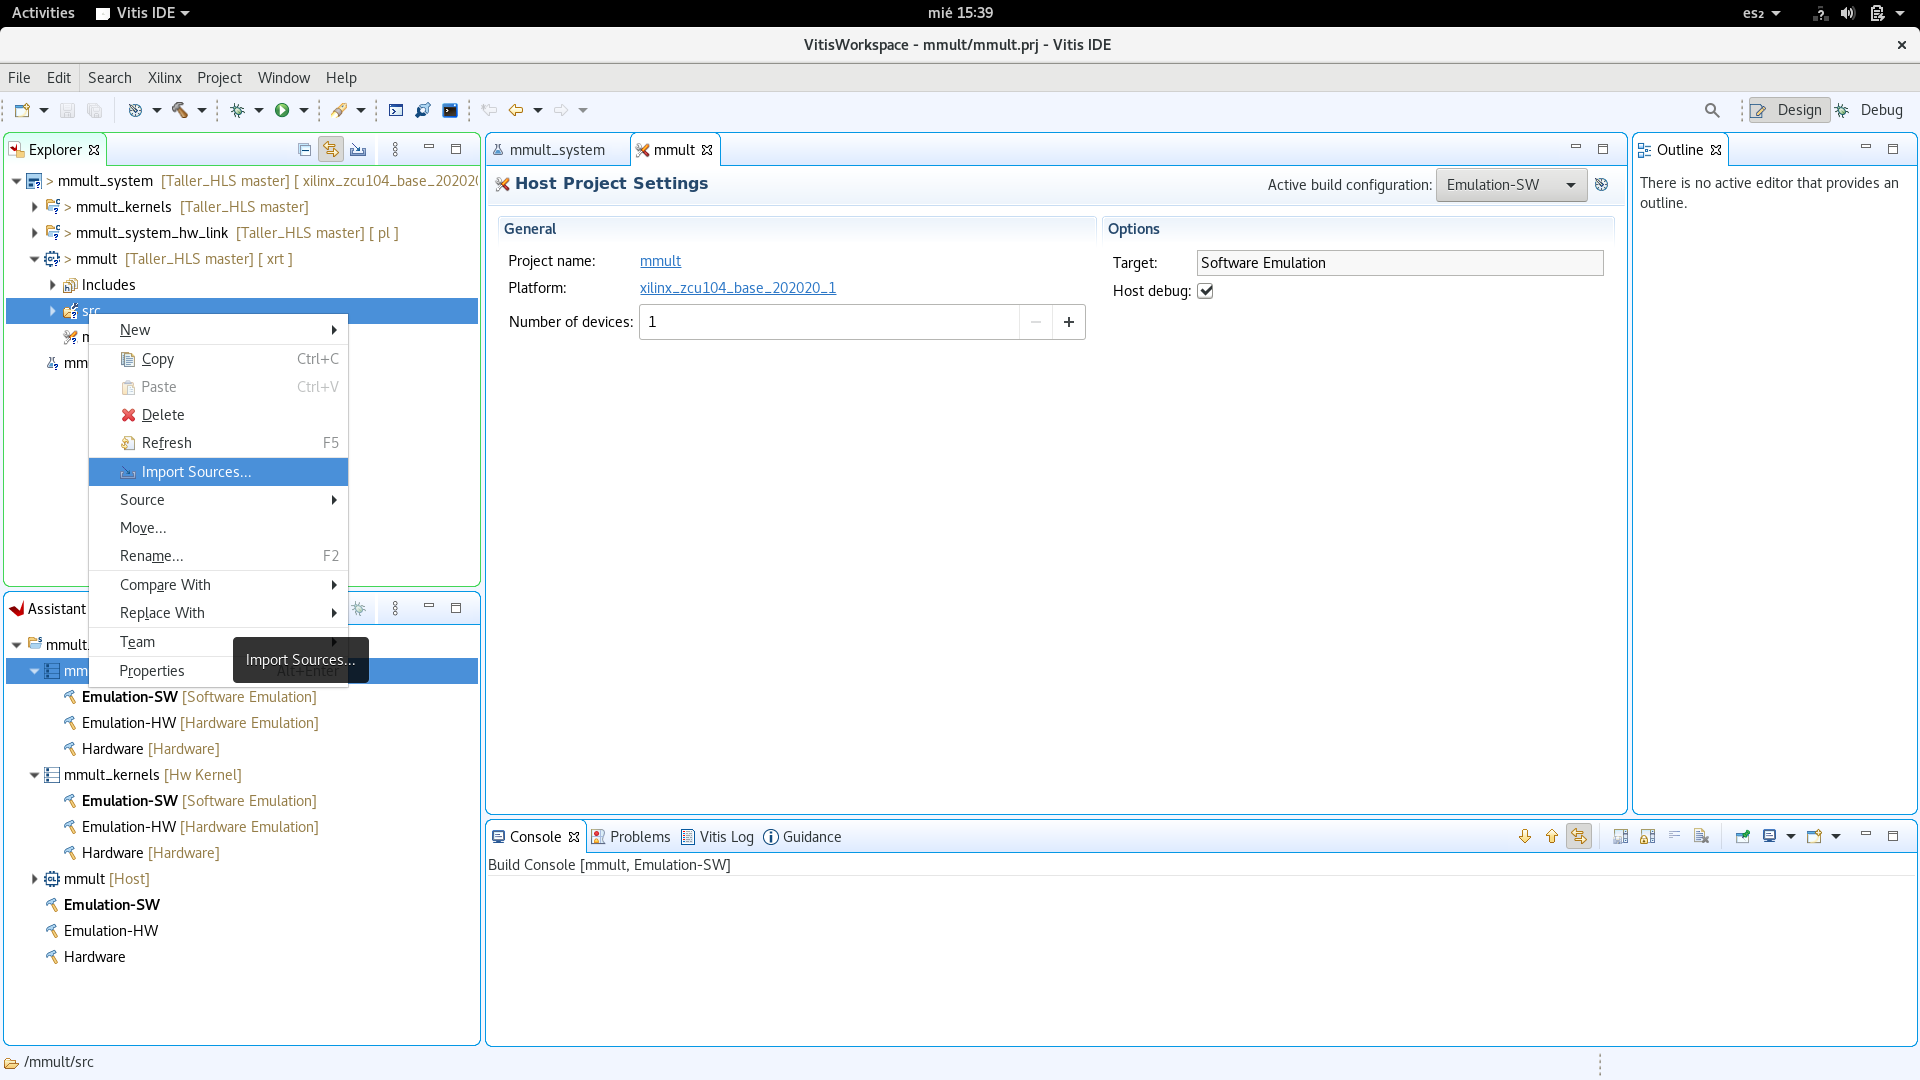 Activities Vitis IDE mié 15:39 es₂
VitisWorkspace - mmult/mmult.prj - Vitis IDE
File Edit Search Xilinx Project Window Help
Design Debug
Explorer
> mmult_system [Taller_HLS master] [ xilinx_zcu104_base_202020
> mmult_kernels [Taller_HLS master]
> mmult_system_hw_link [Taller_HLS master] [ pl ]
> mmult [Taller_HLS master] [ xrt ]
Includes
src
mm
New
Copy Ctrl+C
Paste Ctrl+V
Delete
Refresh F5
Import Sources...
Source
Move...
Rename... F2
Compare With
Replace With
Team
Properties Alt+Enter
Import Sources...
Assistant
mmult_
mm
Emulation-SW [Software Emulation]
Emulation-HW [Hardware Emulation]
Hardware [Hardware]
mmult_kernels [Hw Kernel]
Emulation-SW [Software Emulation]
Emulation-HW [Hardware Emulation]
Hardware [Hardware]
mmult [Host]
Emulation-SW
Emulation-HW
Hardware
mmult_system mmult
Host Project Settings Active build configuration: Emulation-SW
General
Project name: mmult
Platform: xilinx_zcu104_base_202020_1
Number of devices: 1
Options
Target: Software Emulation
Host debug:
Outline
There is no active editor that provides an
outline.
Console Problems Vitis Log Guidance
Build Console [mmult, Emulation-SW]
/mmult/src